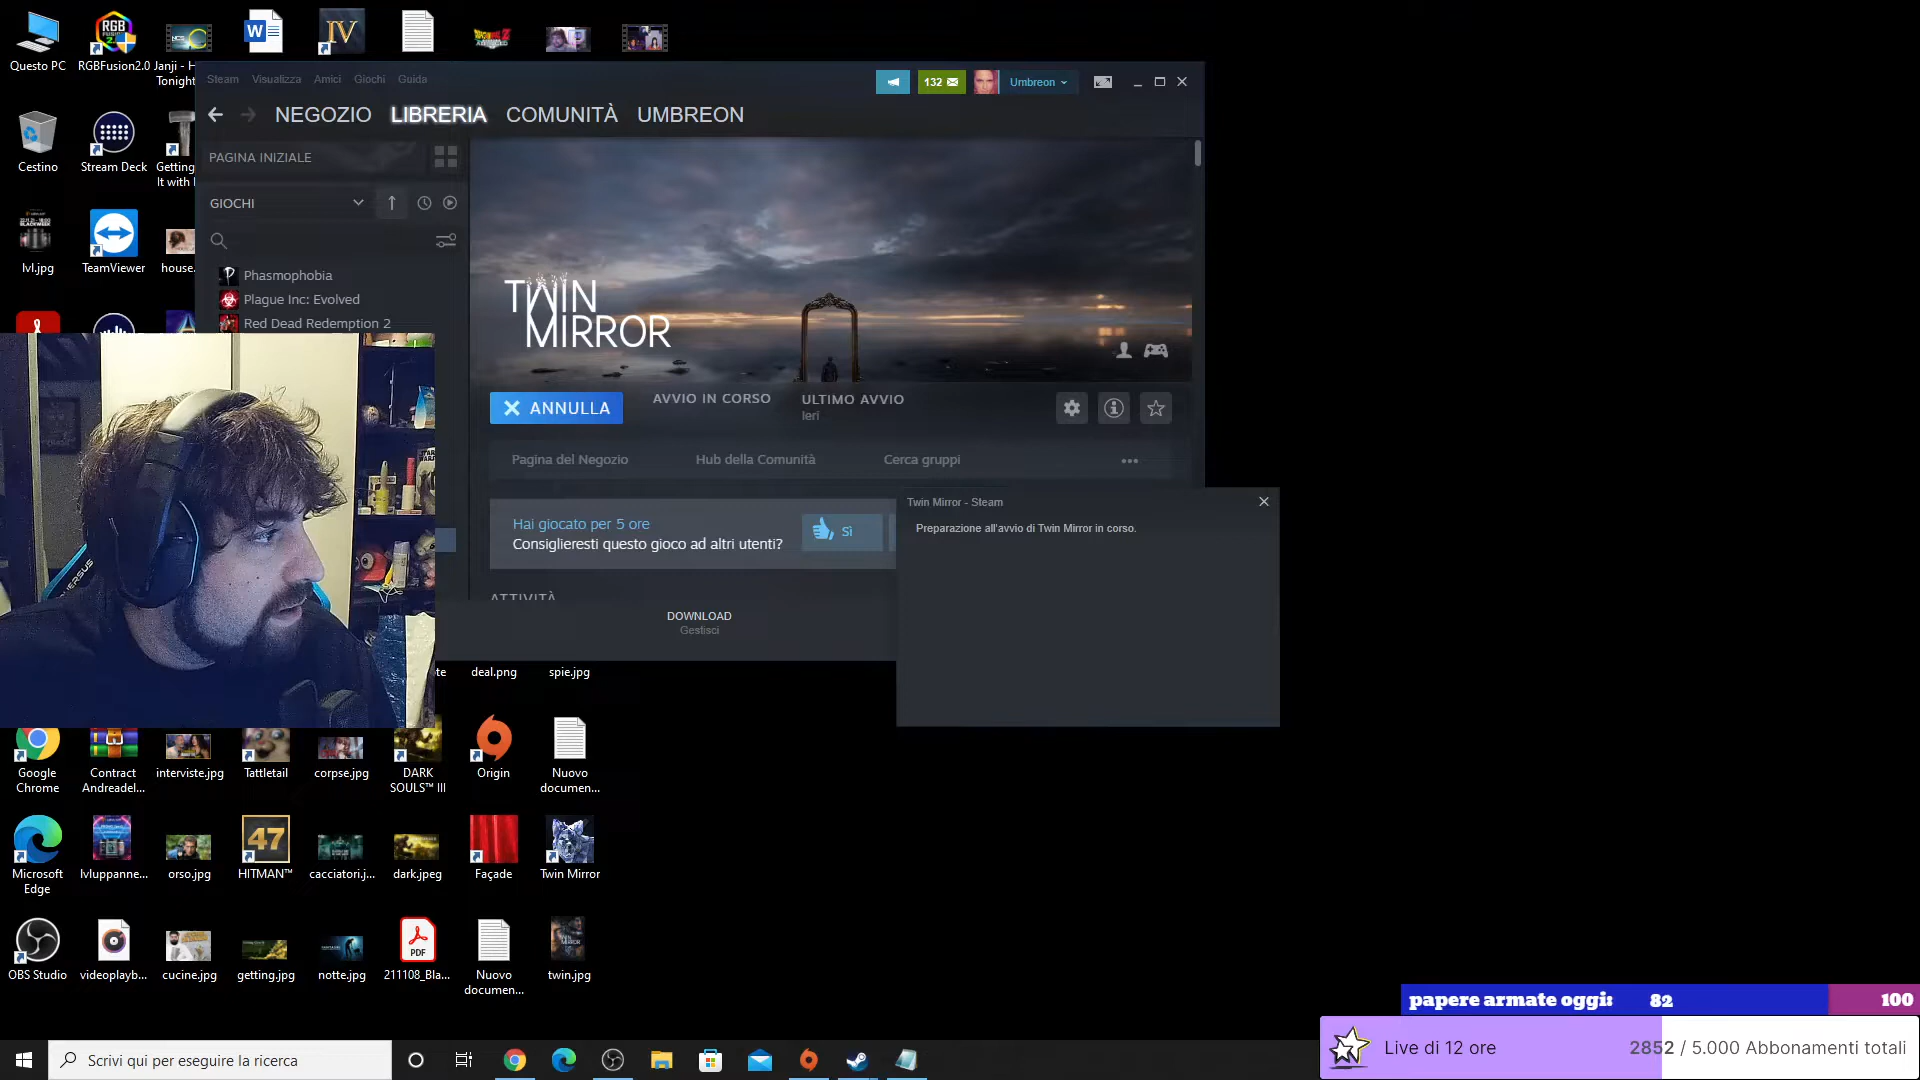 Questo PC
RGBFusion2.0
Janji - H...
Tonight
Steam Visualizza Amici Giochi Guida
132
Umbreon
NEGOZIO LIBRERIA COMUNITÀ UMBREON
PAGINA INIZIALE
GIOCHI
Cestino
Stream Deck
Getting
It with
Phasmophobia
Plague Inc: Evolved
Red Dead Redemption 2
lvl.jpg
TeamViewer
house.
TWIN
MIRROR
ANNULLA
AVVIO IN CORSO
ULTIMO AVVIO
Ieri
Pagina del Negozio
Hub della Comunità
Cerca gruppi
Hai giocato per 5 ore
Consiglieresti questo gioco ad altri utenti?
Sì
ATTIVITÀ
DOWNLOAD
Gestisci
Twin Mirror - Steam
Preparazione all'avvio di Twin Mirror in corso.
te
deal.png
spie.jpg
Google
Chrome
Contract
Andreadel...
interviste.jpg
Tattletail
corpse.jpg
DARK
SOULS™ III
Origin
Nuovo
documen...
Microsoft
Edge
lvluppanne...
orso.jpg
47
HITMAN™
cacciatori.j...
dark.jpeg
Façade
Twin Mirror
OBS Studio
videoplayb...
cucine.jpg
getting.jpg
notte.jpg
PDF
211108_Bla...
Nuovo
documen...
twin.jpg
papere armate oggi: 82 100
Live di 12 ore 2852 / 5.000 Abbonamenti totali
Scrivi qui per eseguire la ricerca